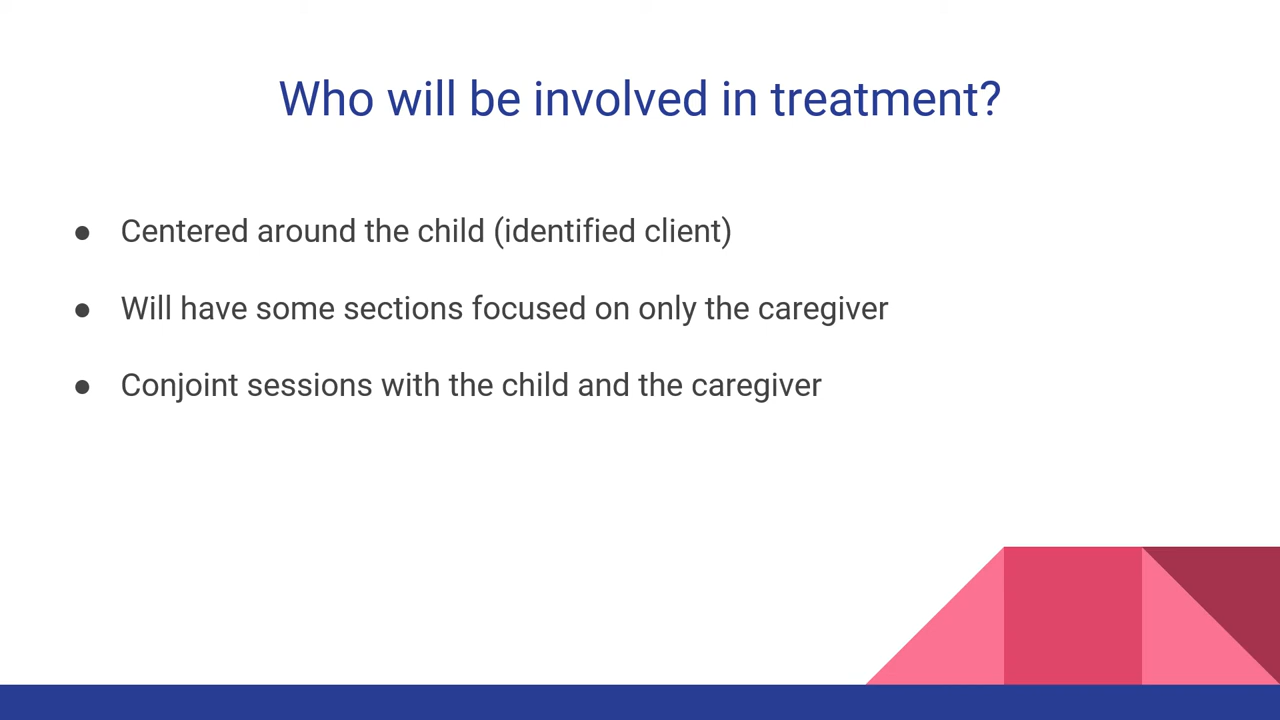 Who will be involved in treatment?
● Centered around the child (identified client)
● Will have some sections focused on only the caregiver
● Conjoint sessions with the child and the caregiver